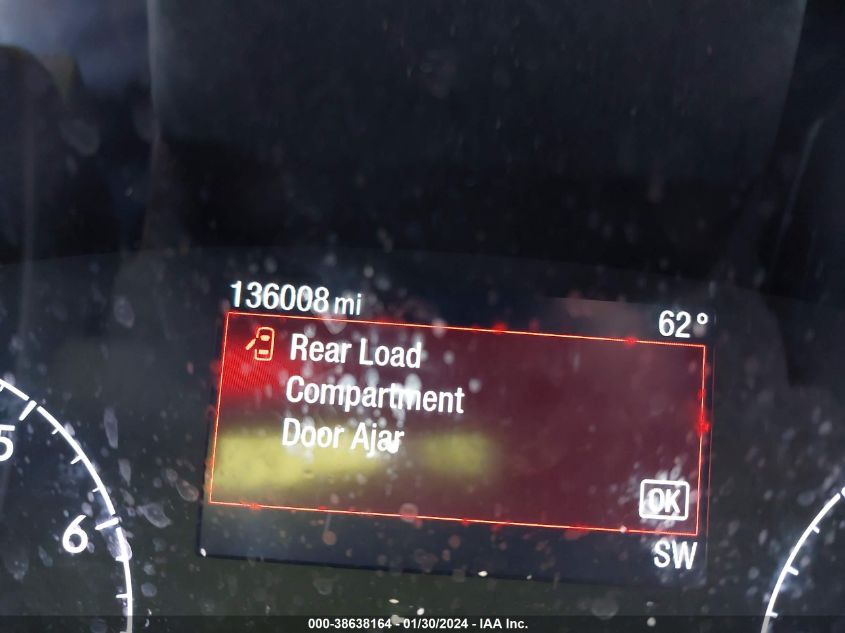 136008 mi 62°
Rear Load
Compartment
Door Ajar
OK
SW
5
6
000-38638164 - 01/30/2024 - IAA Inc.